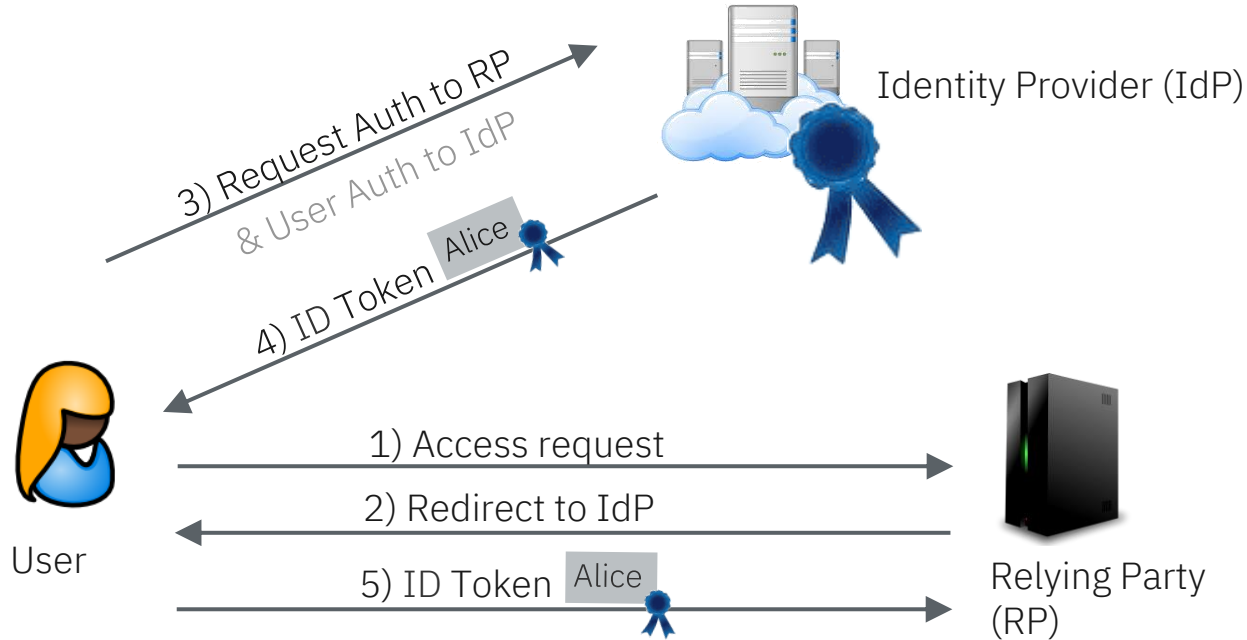 Identity Provider (IdP)
3) Request Auth to RP
& User Auth to IdP
4) ID Token Alice
1) Access request
2) Redirect to IdP
5) ID Token Alice
User
Relying Party
(RP)